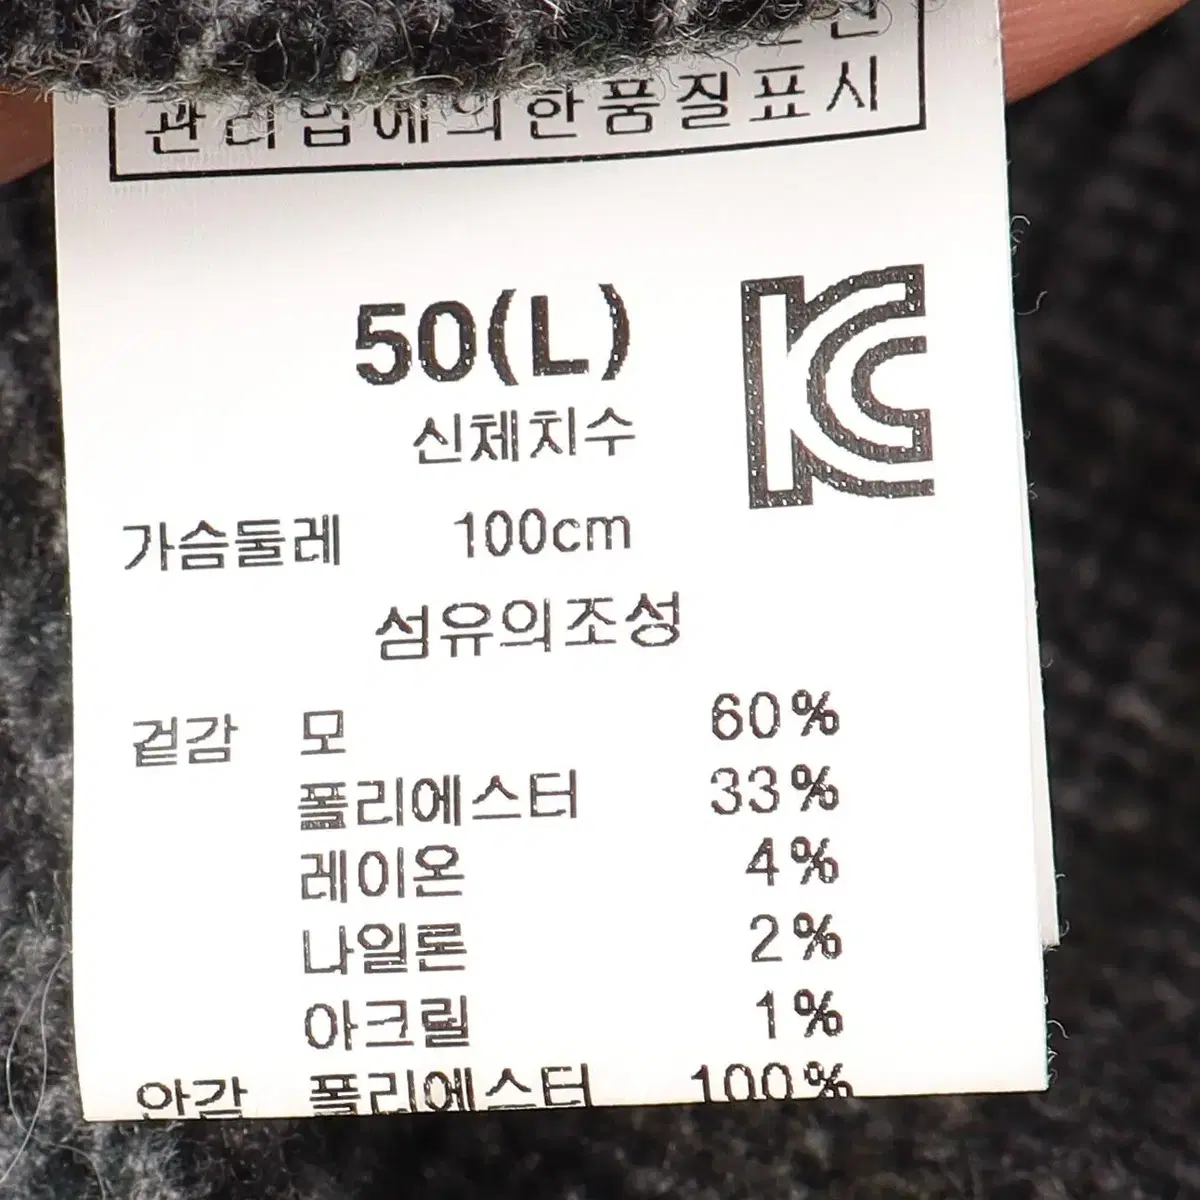 관리법에의한품질표시
50(L)
KC
신체치수
가슴둘레 100cm
섬유의조성
겉감 모 60%
폴리에스터 33%
레이온 4%
나일론 2%
아크릴 1%
안감 폴리에스터 100%